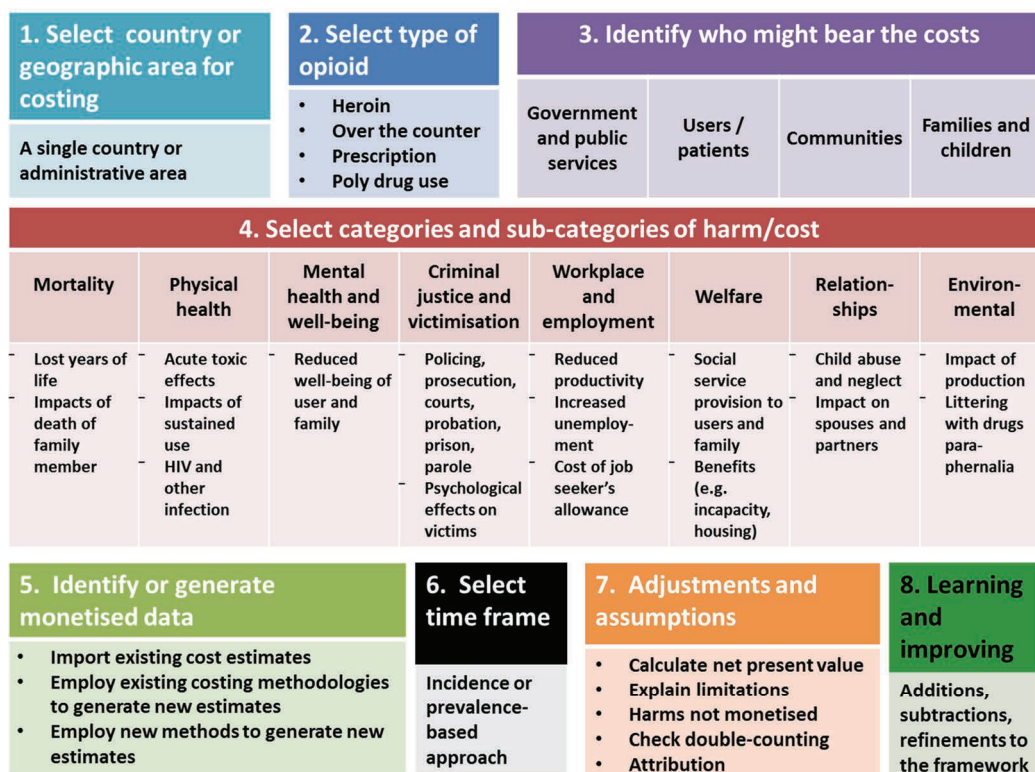 1. Select country or
geographic area for
costing
A single country or
administrative area
2. Select type of
opioid
• Heroin
• Over the counter
• Prescription
• Poly drug use
3. Identify who might bear the costs
Government
and public
services
Users /
patients
Communities
Families and
children
4. Select categories and sub-categories of harm/cost
Mortality
Physical
health
Mental
health and
well-being
Criminal
justice and
victimisation
Workplace
and
employment
Welfare
Relation-
ships
Environ-
mental
– Lost years of
life
– Impacts of
death of
family
member
– Acute toxic
effects
– Impacts of
sustained
use
– HIV and
other
infection
– Reduced
well-being of
user and
family
– Policing,
prosecution,
courts,
probation,
prison,
parole
– Psychological
effects on
victims
– Reduced
productivity
– Increased
unemploy-
ment
– Cost of job
seeker's
allowance
– Social
service
provision to
users and
family
– Benefits
(e.g.
incapacity,
housing)
– Child abuse
and neglect
– Impact on
spouses and
partners
– Impact of
production
– Littering
with drugs
para-
phernalia
5. Identify or generate
monetised data
• Import existing cost estimates
• Employ existing costing methodologies
to generate new estimates
• Employ new methods to generate new
estimates
6. Select
time frame
Incidence or
prevalence-
based
approach
7. Adjustments and
assumptions
• Calculate net present value
• Explain limitations
• Harms not monetised
• Check double-counting
• Attribution
8. Learning
and
improving
Additions,
subtractions,
refinements to
the framework